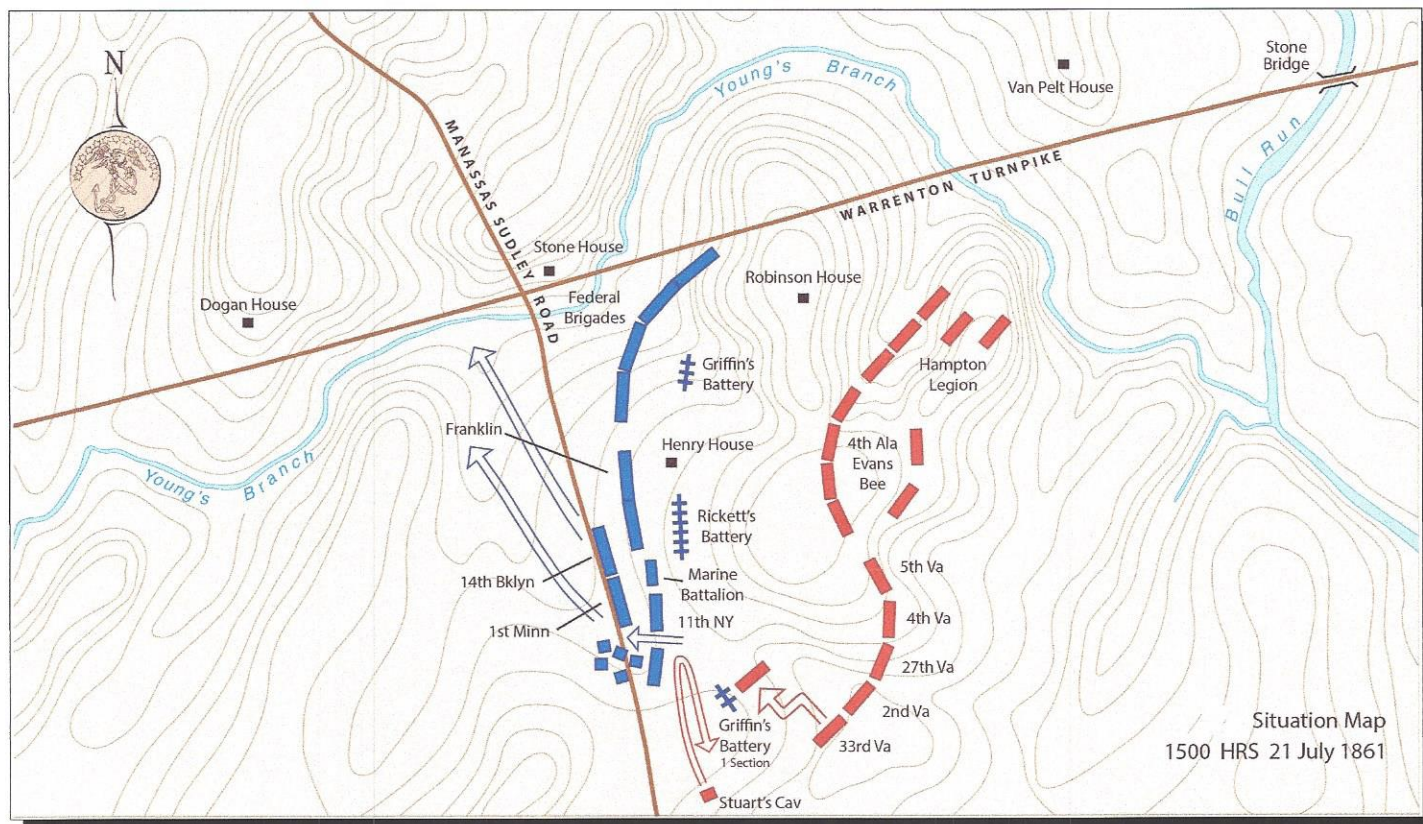 N
Young's Branch
Van Pelt House
Stone
Bridge
Bull Run
MANASSAS SUDLEY ROAD
WARRENTON TURNPIKE
Stone House
Dogan House
Federal
Brigades
Robinson House
Griffin's
Battery
Hampton
Legion
Franklin
Henry House
4th Ala
Evans
Bee
Young's Branch
Rickett's
Battery
14th Bklyn
Marine
Battalion
5th Va
1st Minn
11th NY
4th Va
27th Va
2nd Va
Griffin's
Battery
1 Section
33rd Va
Stuart's Cav
Situation Map
1500 HRS 21 July 1861